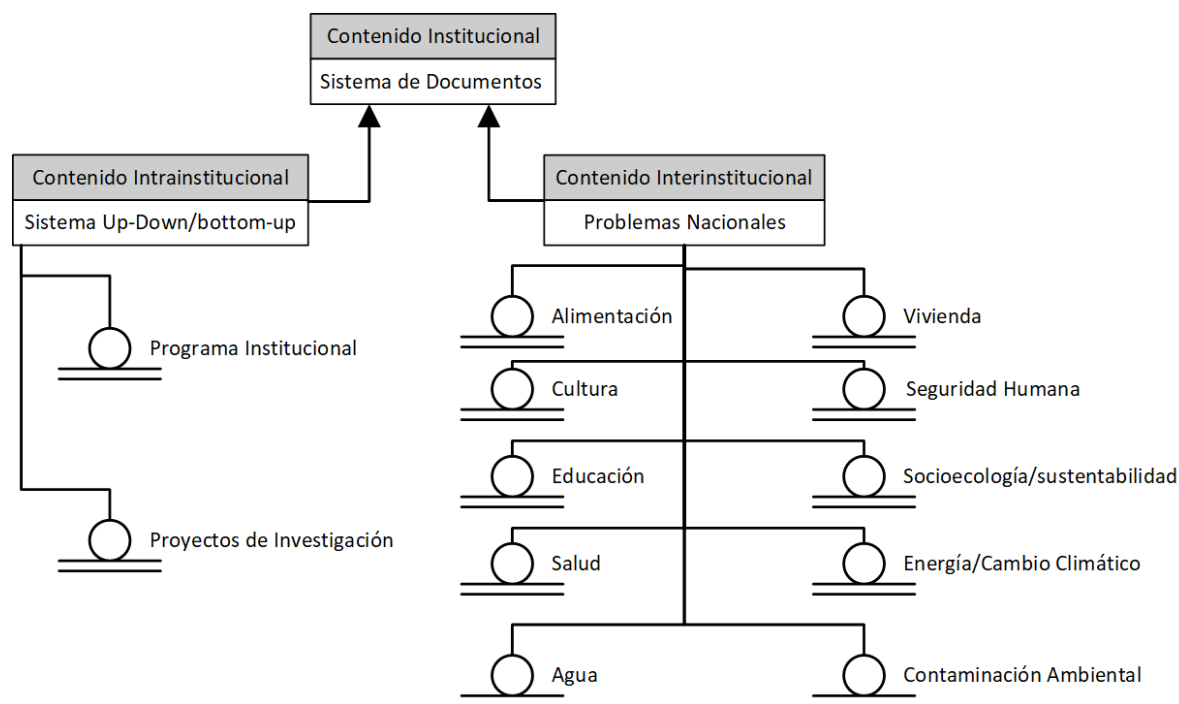 Contenido Institucional
Sistema de Documentos
Contenido Intrainstitucional
Sistema Up-Down/bottom-up
Programa Institucional
Proyectos de Investigación
Contenido Interinstitucional
Problemas Nacionales
Alimentación
Vivienda
Cultura
Seguridad Humana
Educación
Socioecología/sustentabilidad
Salud
Energía/Cambio Climático
Agua
Contaminación Ambiental